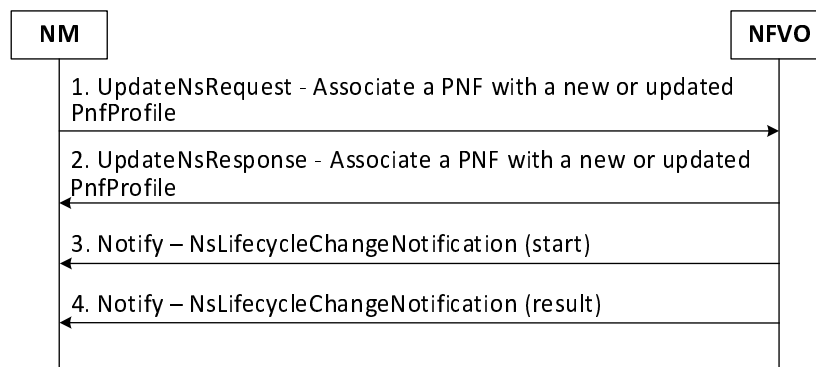 NM
NFVO
1. UpdateNsRequest - Associate a PNF with a new or updated
PnfProfile
2. UpdateNsResponse - Associate a PNF with a new or updated
PnfProfile
3. Notify – NsLifecycleChangeNotification (start)
4. Notify – NsLifecycleChangeNotification (result)